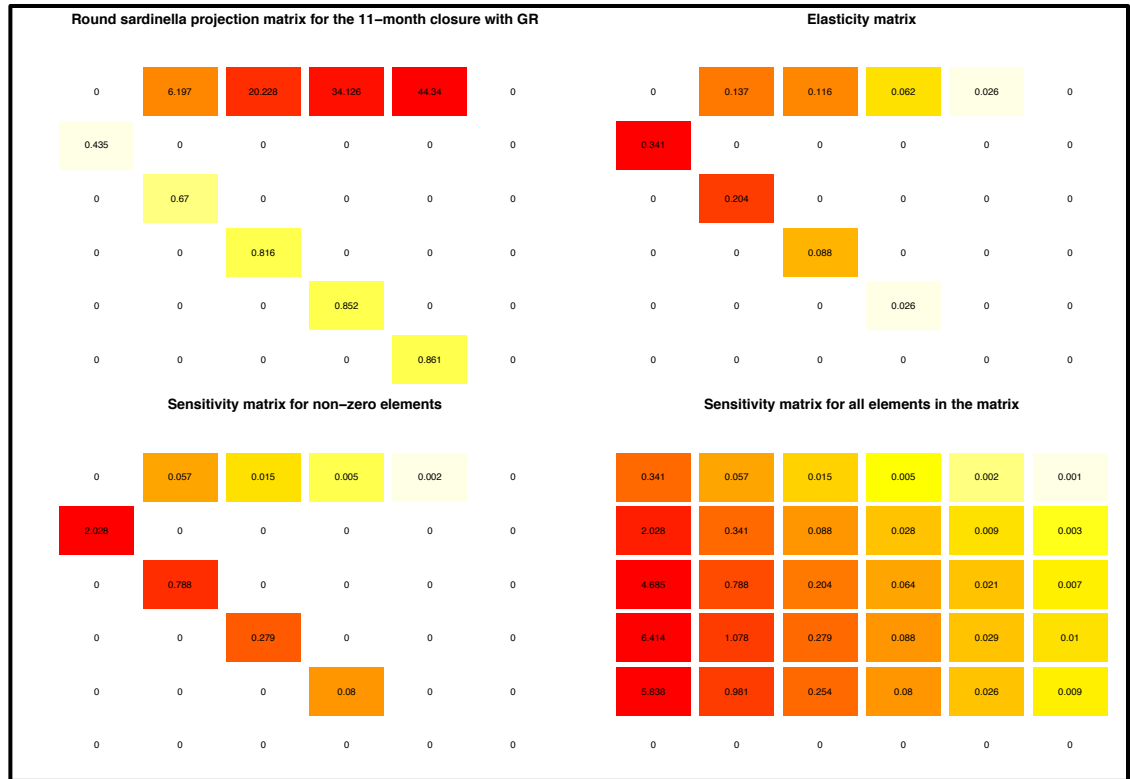 Round sardinella projection matrix for the 11−month closure with GR
0 6.197 20.228 34.126 44.34 0
0.435 0 0 0 0 0
0 0.67 0 0 0 0
0 0 0.816 0 0 0
0 0 0 0.852 0 0
0 0 0 0 0.861 0
Elasticity matrix
0 0.137 0.116 0.062 0.026 0
0.341 0 0 0 0 0
0 0.204 0 0 0 0
0 0 0.088 0 0 0
0 0 0 0.026 0 0
0 0 0 0 0 0
Sensitivity matrix for non−zero elements
0 0.057 0.015 0.005 0.002 0
2.028 0 0 0 0 0
0 0.788 0 0 0 0
0 0 0.279 0 0 0
0 0 0 0.08 0 0
0 0 0 0 0 0
Sensitivity matrix for all elements in the matrix
0.341 0.057 0.015 0.005 0.002 0.001
2.028 0.341 0.088 0.028 0.009 0.003
4.685 0.788 0.204 0.064 0.021 0.007
6.414 1.078 0.279 0.088 0.029 0.01
5.838 0.981 0.254 0.08 0.026 0.009
0 0 0 0 0 0